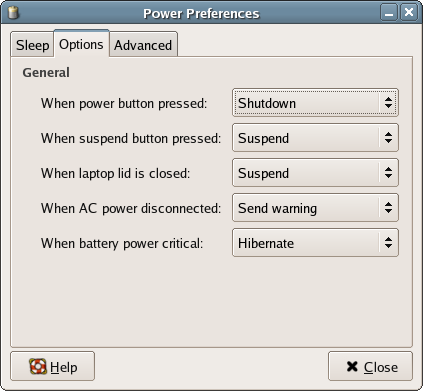 Power Preferences
Sleep Options Advanced
General
When power button pressed: Shutdown
When suspend button pressed: Suspend
When laptop lid is closed: Suspend
When AC power disconnected: Send warning
When battery power critical: Hibernate
Help Close